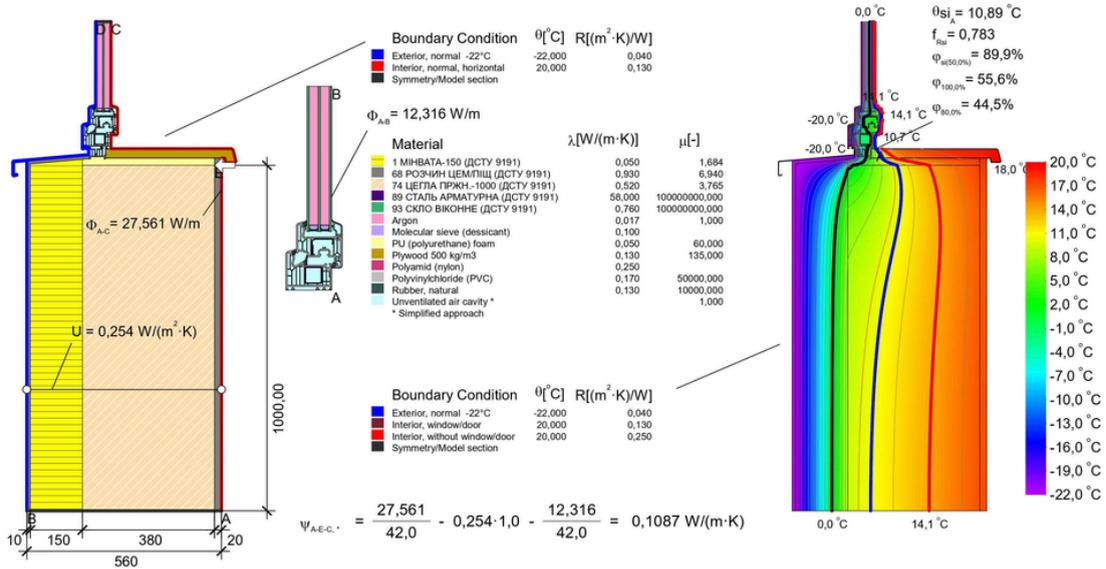 D C
Boundary Condition θ[°C] R[(m²·K)/W]
Exterior, normal -22°C -22,000 0,040
Interior, normal, horizontal 20,000 0,130
Symmetry/Model section
B
Φ A-B = 12,316 W/m
A
Material λ[W/(m·K)] μ[-]
1 МІНВАТА-150 (ДСТУ 9191) 0,050 1,684
68 РОЗЧИН ЦЕМ/ПІЩ (ДСТУ 9191) 0,930 6,940
74 ЦЕГЛА ПРЖН.-1000 (ДСТУ 9191) 0,520 3,765
89 СТАЛЬ АРМАТУРНА (ДСТУ 9191) 58,000 100000000,000
93 СКЛО ВІКОННЕ (ДСТУ 9191) 0,760 100000000,000
Argon 0,017 1,000
Molecular sieve (dessicant) 0,100
PU (polyurethane) foam 0,050 60,000
Plywood 500 kg/m3 0,130 135,000
Polyamid (nylon) 0,250
Polyvinylchloride (PVC) 0,170 50000,000
Rubber, natural 0,130 10000,000
Unventilated air cavity * 1,000
* Simplified approach
Φ A-C = 27,561 W/m
U = 0,254 W/(m²·K)
1000,00
B A
10 150 380 20
560
Boundary Condition θ[°C] R[(m²·K)/W]
Exterior, normal -22°C -22,000 0,040
Interior, window/door 20,000 0,130
Interior, without window/door 20,000 0,250
Symmetry/Model section
ψ A-E-C, * = 27,561 / 42,0 - 0,254·1,0 - 12,316 / 42,0 = 0,1087 W/(m·K)
0,0 °C
θsi A = 10,89 °C
f Rsi = 0,783
φ si(50,0%) = 89,9%
φ 100,0% = 55,6%
φ 80,0% = 44,5%
14,1 °C
-20,0 °C
14,1 °C
10,7 °C
-20,0 °C
18,0 °C
20,0 °C
17,0 °C
14,0 °C
11,0 °C
8,0 °C
5,0 °C
2,0 °C
-1,0 °C
-4,0 °C
-7,0 °C
-10,0 °C
-13,0 °C
-16,0 °C
-19,0 °C
-22,0 °C
0,0 °C
14,1 °C